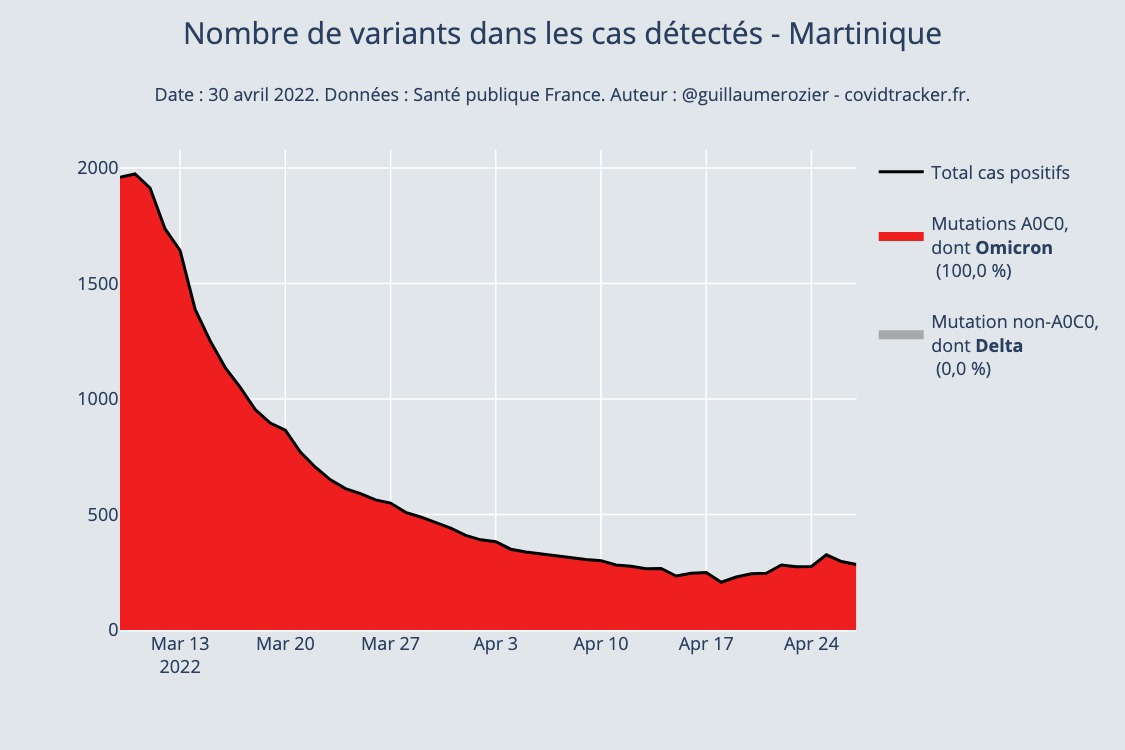 Nombre de variants dans les cas détectés - Martinique
Date : 30 avril 2022. Données : Santé publique France. Auteur : @guillaumerozier - covidtracker.fr.
2000
1500
1000
500
0
Mar 13
2022
Mar 20
Mar 27
Apr 3
Apr 10
Apr 17
Apr 24
Total cas positifs
Mutations A0C0,
dont Omicron
(100,0 %)
Mutation non-A0C0,
dont Delta
(0,0 %)